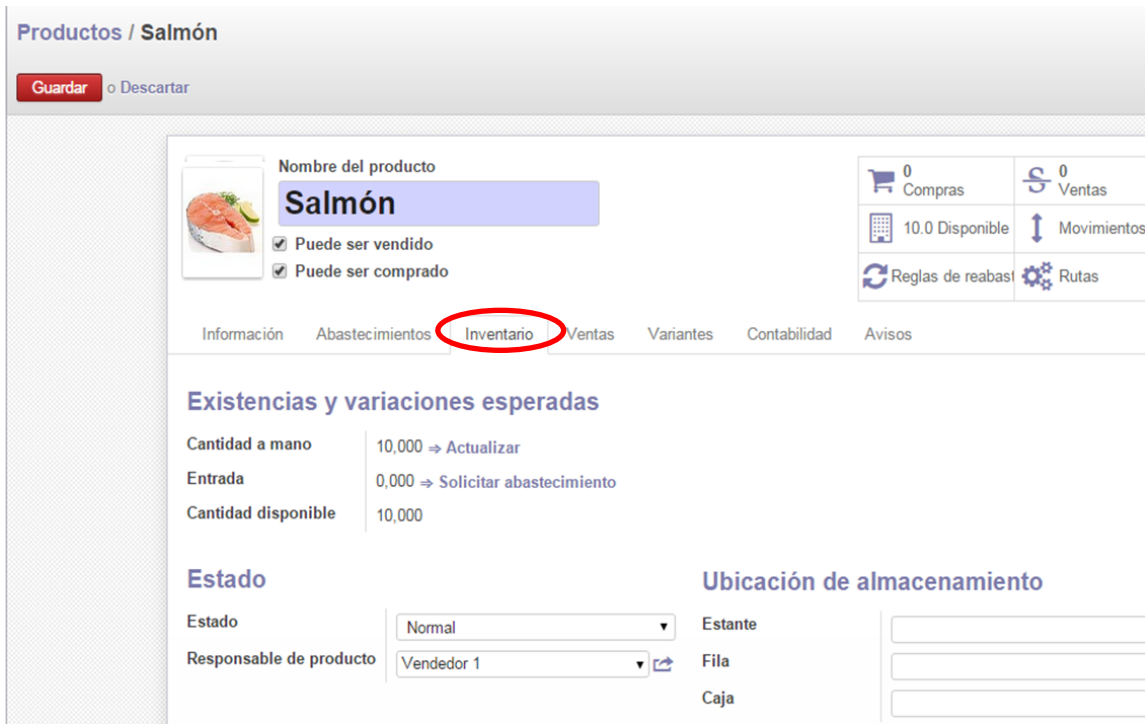 Productos / Salmón
Guardar o Descartar
Nombre del producto
Salmón
Puede ser vendido
Puede ser comprado
0 Compras
0 Ventas
10.0 Disponible
Movimientos
Reglas de reabast
Rutas
Información Abastecimientos Inventario Ventas Variantes Contabilidad Avisos
Existencias y variaciones esperadas
Cantidad a mano 10,000 ⇒ Actualizar
Entrada 0,000 ⇒ Solicitar abastecimiento
Cantidad disponible 10,000
Estado
Estado Normal
Responsable de producto Vendedor 1
Ubicación de almacenamiento
Estante
Fila
Caja